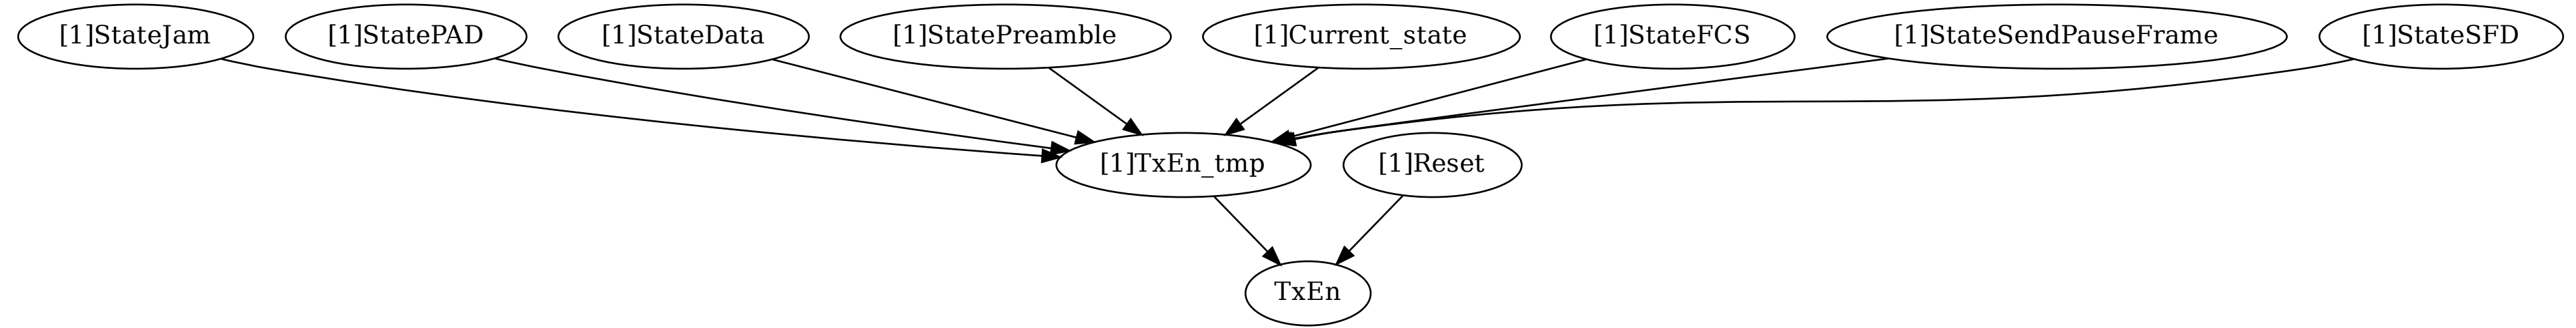 [1]StateJam
[1]StatePAD
[1]StateData
[1]StatePreamble
[1]Current_state
[1]StateFCS
[1]StateSendPauseFrame
[1]StateSFD
[1]TxEn_tmp
[1]Reset
TxEn